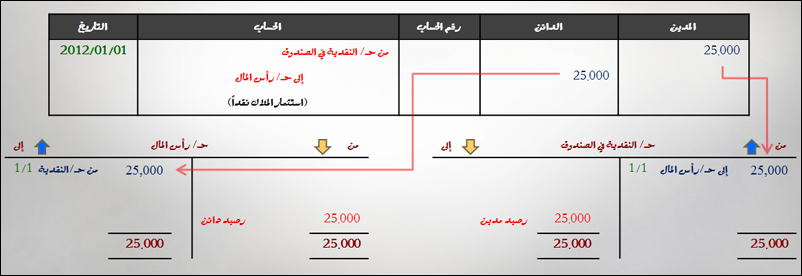 المدين الدائن رقم الحساب الحساب التاريخ
25,000 من حـ/ النقدية في الصندوق 2012/01/01
25,000 إلى حـ/ رأس المال
(استثمار الملاك نقداً)
من حـ/ النقدية في الصندوق إلى
25,000 إلى حـ/ رأس المال 1/1
25,000 رصيد مدين
25,000 25,000
من حـ/ رأس المال إلى
25,000 من حـ/ النقدية 1/1
25,000 رصيد دائن
25,000 25,000